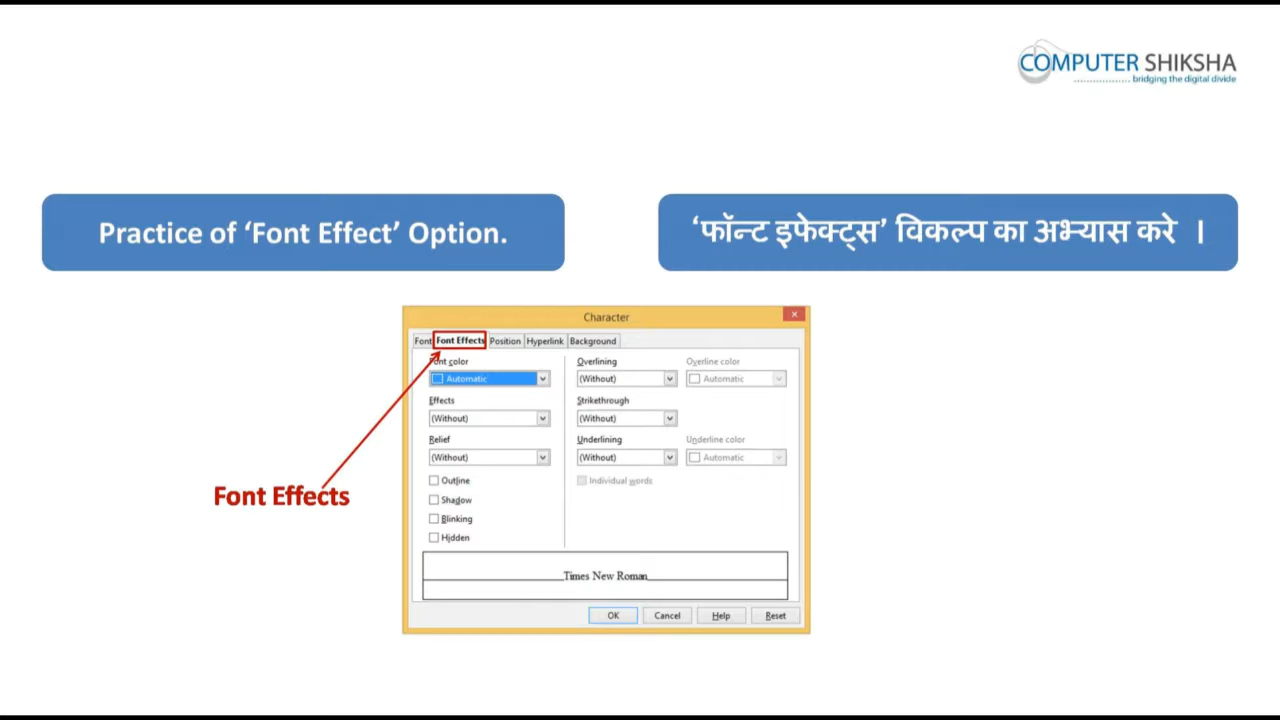 COMPUTER SHIKSHA
bridging the digital divide
Practice of ‘Font Effect’ Option.
‘फॉन्ट इफेक्ट्स’ विकल्प का अभ्यास करे ।
Character
Font Font Effects Position Hyperlink Background
Font color
Automatic
Effects
(Without)
Relief
(Without)
Outline
Shadow
Blinking
Hidden
Overlining
(Without)
Overline color
Automatic
Strikethrough
(Without)
Underlining
(Without)
Underline color
Automatic
Individual words
Font Effects
Times New Roman
OK Cancel Help Reset